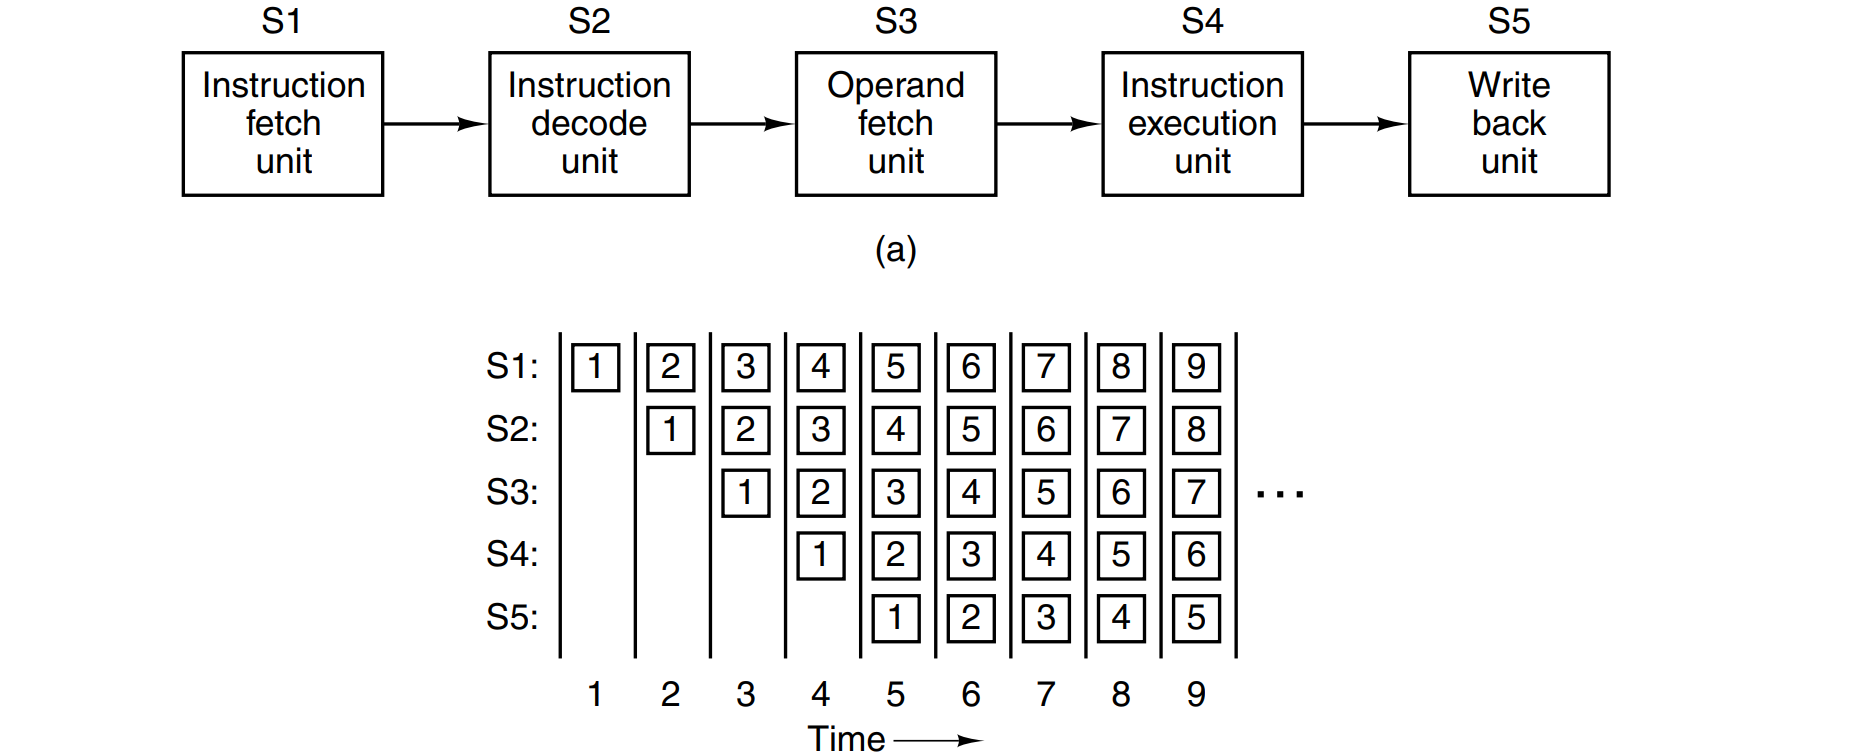 S1 S2 S3 S4 S5
Instruction fetch unit
Instruction decode unit
Operand fetch unit
Instruction execution unit
Write back unit
(a)
S1: 1 2 3 4 5 6 7 8 9
S2: 1 2 3 4 5 6 7 8
S3: 1 2 3 4 5 6 7 ...
S4: 1 2 3 4 5 6
S5: 1 2 3 4 5
1 2 3 4 5 6 7 8 9
Time